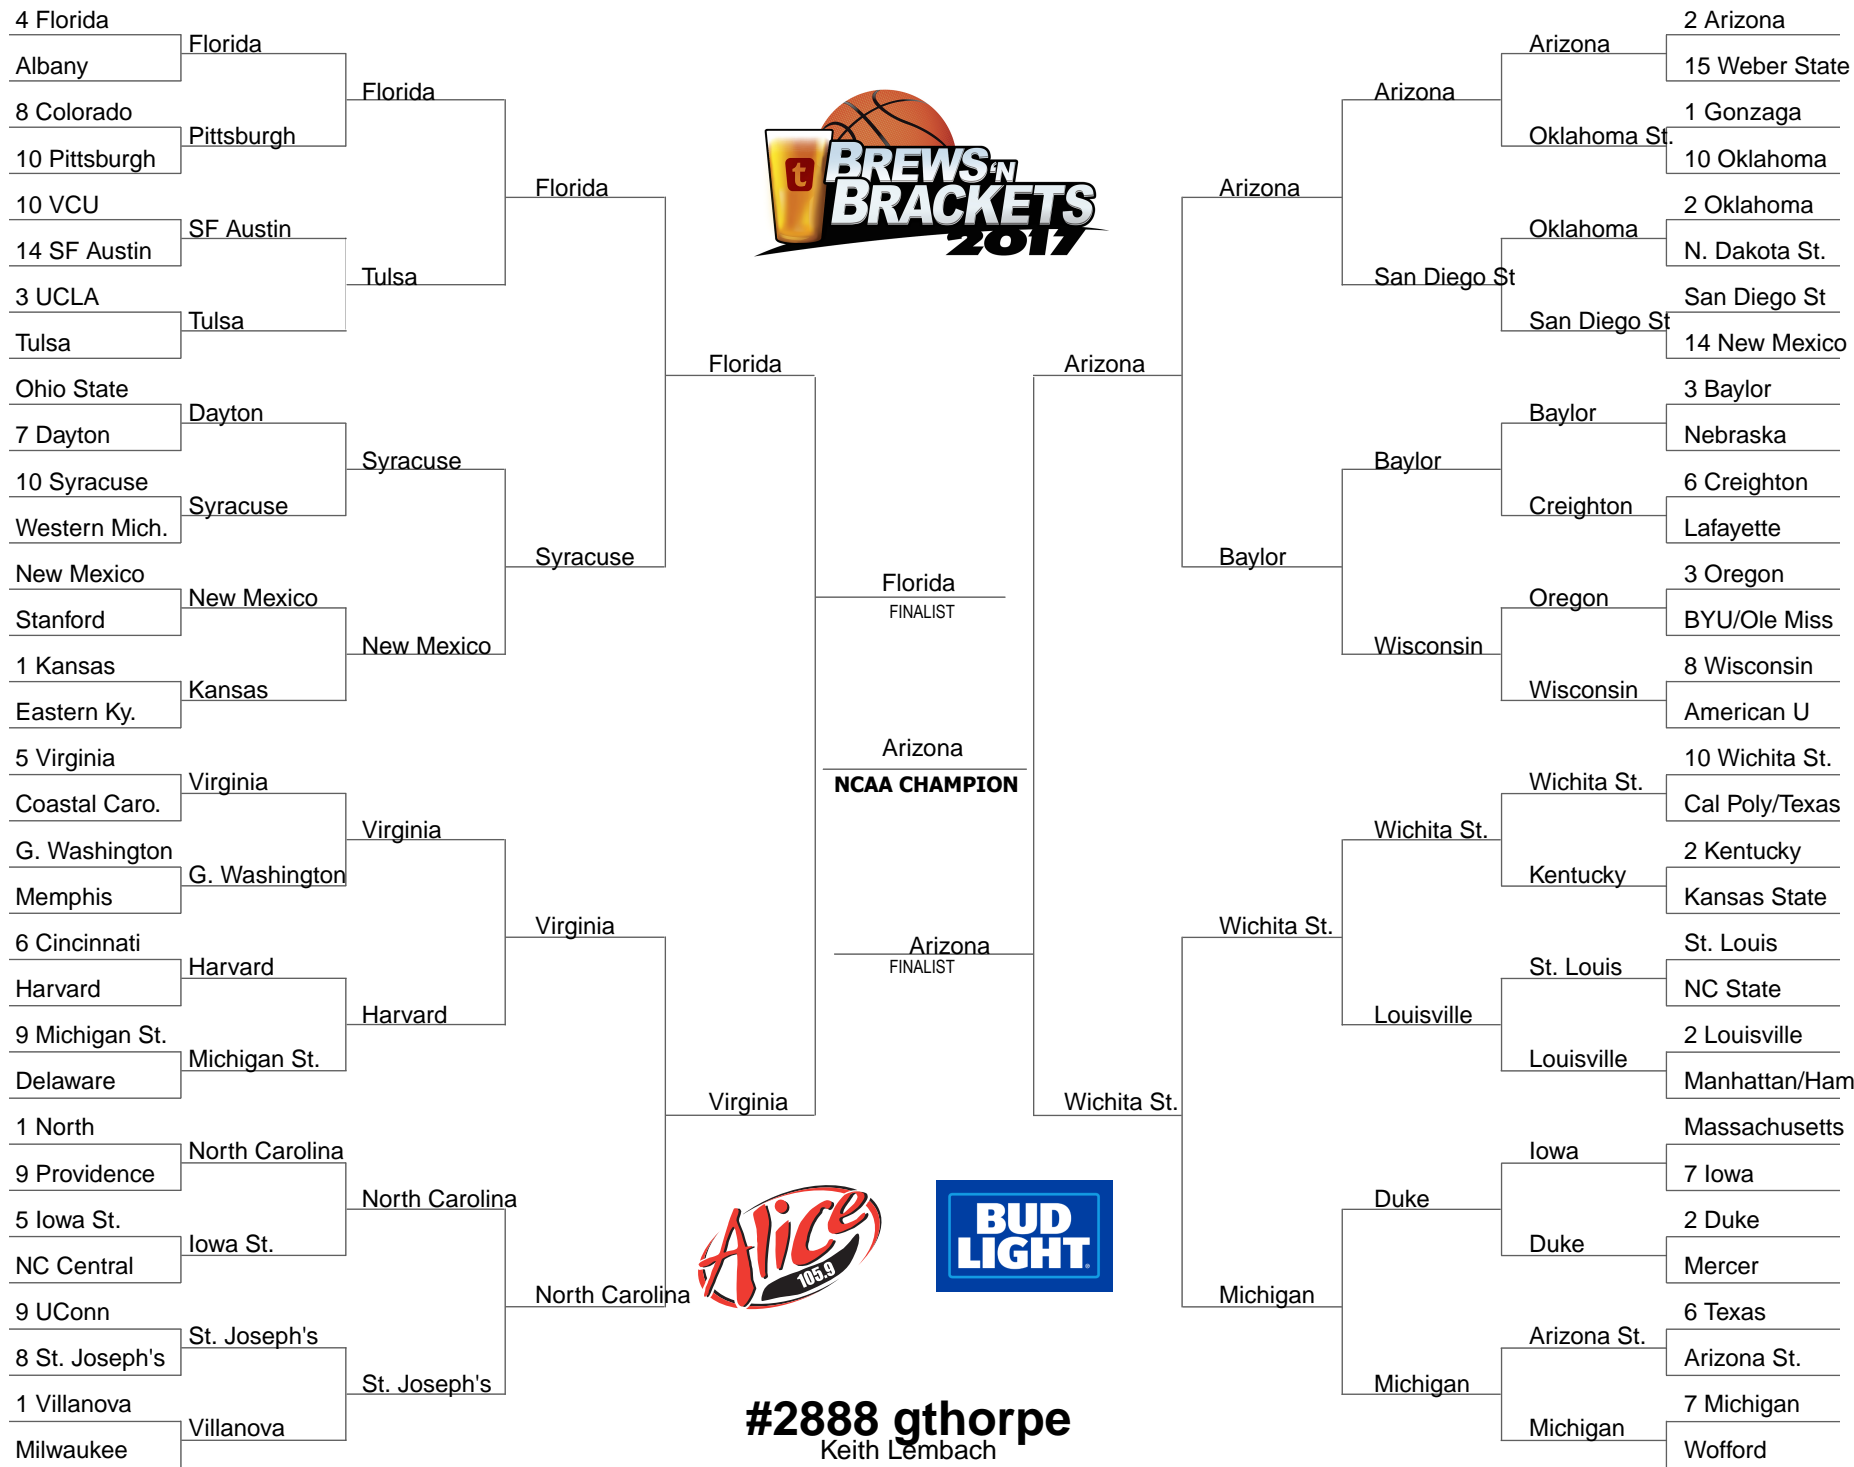 4 Florida
Albany
8 Colorado
10 Pittsburgh
10 VCU
14 SF Austin
3 UCLA
Tulsa
Ohio State
7 Dayton
10 Syracuse
Western Mich.
New Mexico
Stanford
1 Kansas
Eastern Ky.
5 Virginia
Coastal Caro.
G. Washington
Memphis
6 Cincinnati
Harvard
9 Michigan St.
Delaware
1 North
9 Providence
5 Iowa St.
NC Central
9 UConn
8 St. Joseph's
1 Villanova
Milwaukee
Florida
Pittsburgh
SF Austin
Tulsa
Dayton
Syracuse
New Mexico
Kansas
Virginia
G. Washington
Harvard
Michigan St.
North Carolina
Iowa St.
St. Joseph's
Villanova
Florida
Tulsa
Syracuse
New Mexico
Virginia
Harvard
North Carolina
St. Joseph's
Florida
Syracuse
Virginia
North Carolina
Florida
Virginia
t
BREWS 'N
BRACKETS
2017
Florida
FINALIST
Arizona
NCAA CHAMPION
Arizona
FINALIST
Alice
105.9
BUD
LIGHT
#2888 gthorpe
Keith Lembach
Arizona
Wichita St.
Arizona
Baylor
Wichita St.
Michigan
Arizona
San Diego St
Baylor
Wisconsin
Wichita St.
Louisville
Duke
Michigan
Arizona
Oklahoma St.
Oklahoma
San Diego St
Baylor
Creighton
Oregon
Wisconsin
Wichita St.
Kentucky
St. Louis
Louisville
Iowa
Duke
Arizona St.
Michigan
2 Arizona
15 Weber State
1 Gonzaga
10 Oklahoma
2 Oklahoma
N. Dakota St.
San Diego St
14 New Mexico
3 Baylor
Nebraska
6 Creighton
Lafayette
3 Oregon
BYU/Ole Miss
8 Wisconsin
American U
10 Wichita St.
Cal Poly/Texas
2 Kentucky
Kansas State
St. Louis
NC State
2 Louisville
Manhattan/Ham
Massachusetts
7 Iowa
2 Duke
Mercer
6 Texas
Arizona St.
7 Michigan
Wofford